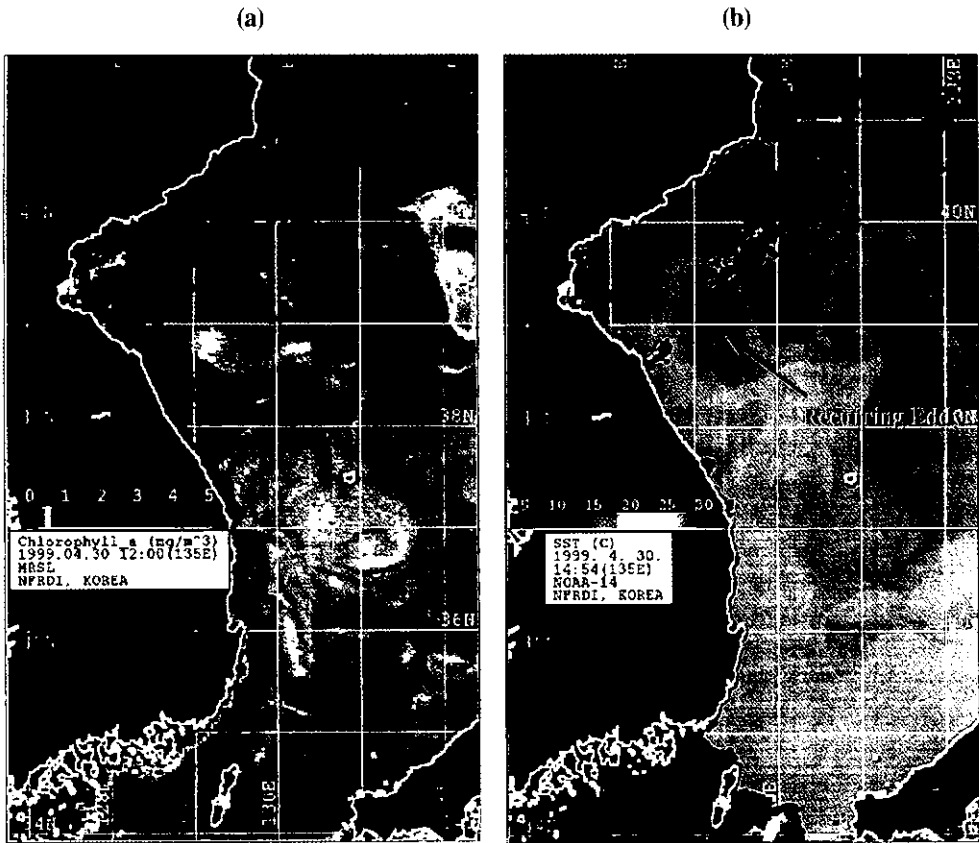 (a)
(b)
40N
38N
0 1 2 3 4 5
Chlorophyll a (mg/m^3)
1999.04.30 12:00(135E)
MRSL
NFRDI, KOREA
36N
130E
40N
Recurring Edd
10 15 20 25 30
SST (C)
1999. 4. 30.
14:54(135E)
NOAA-14
NFRDI, KOREA